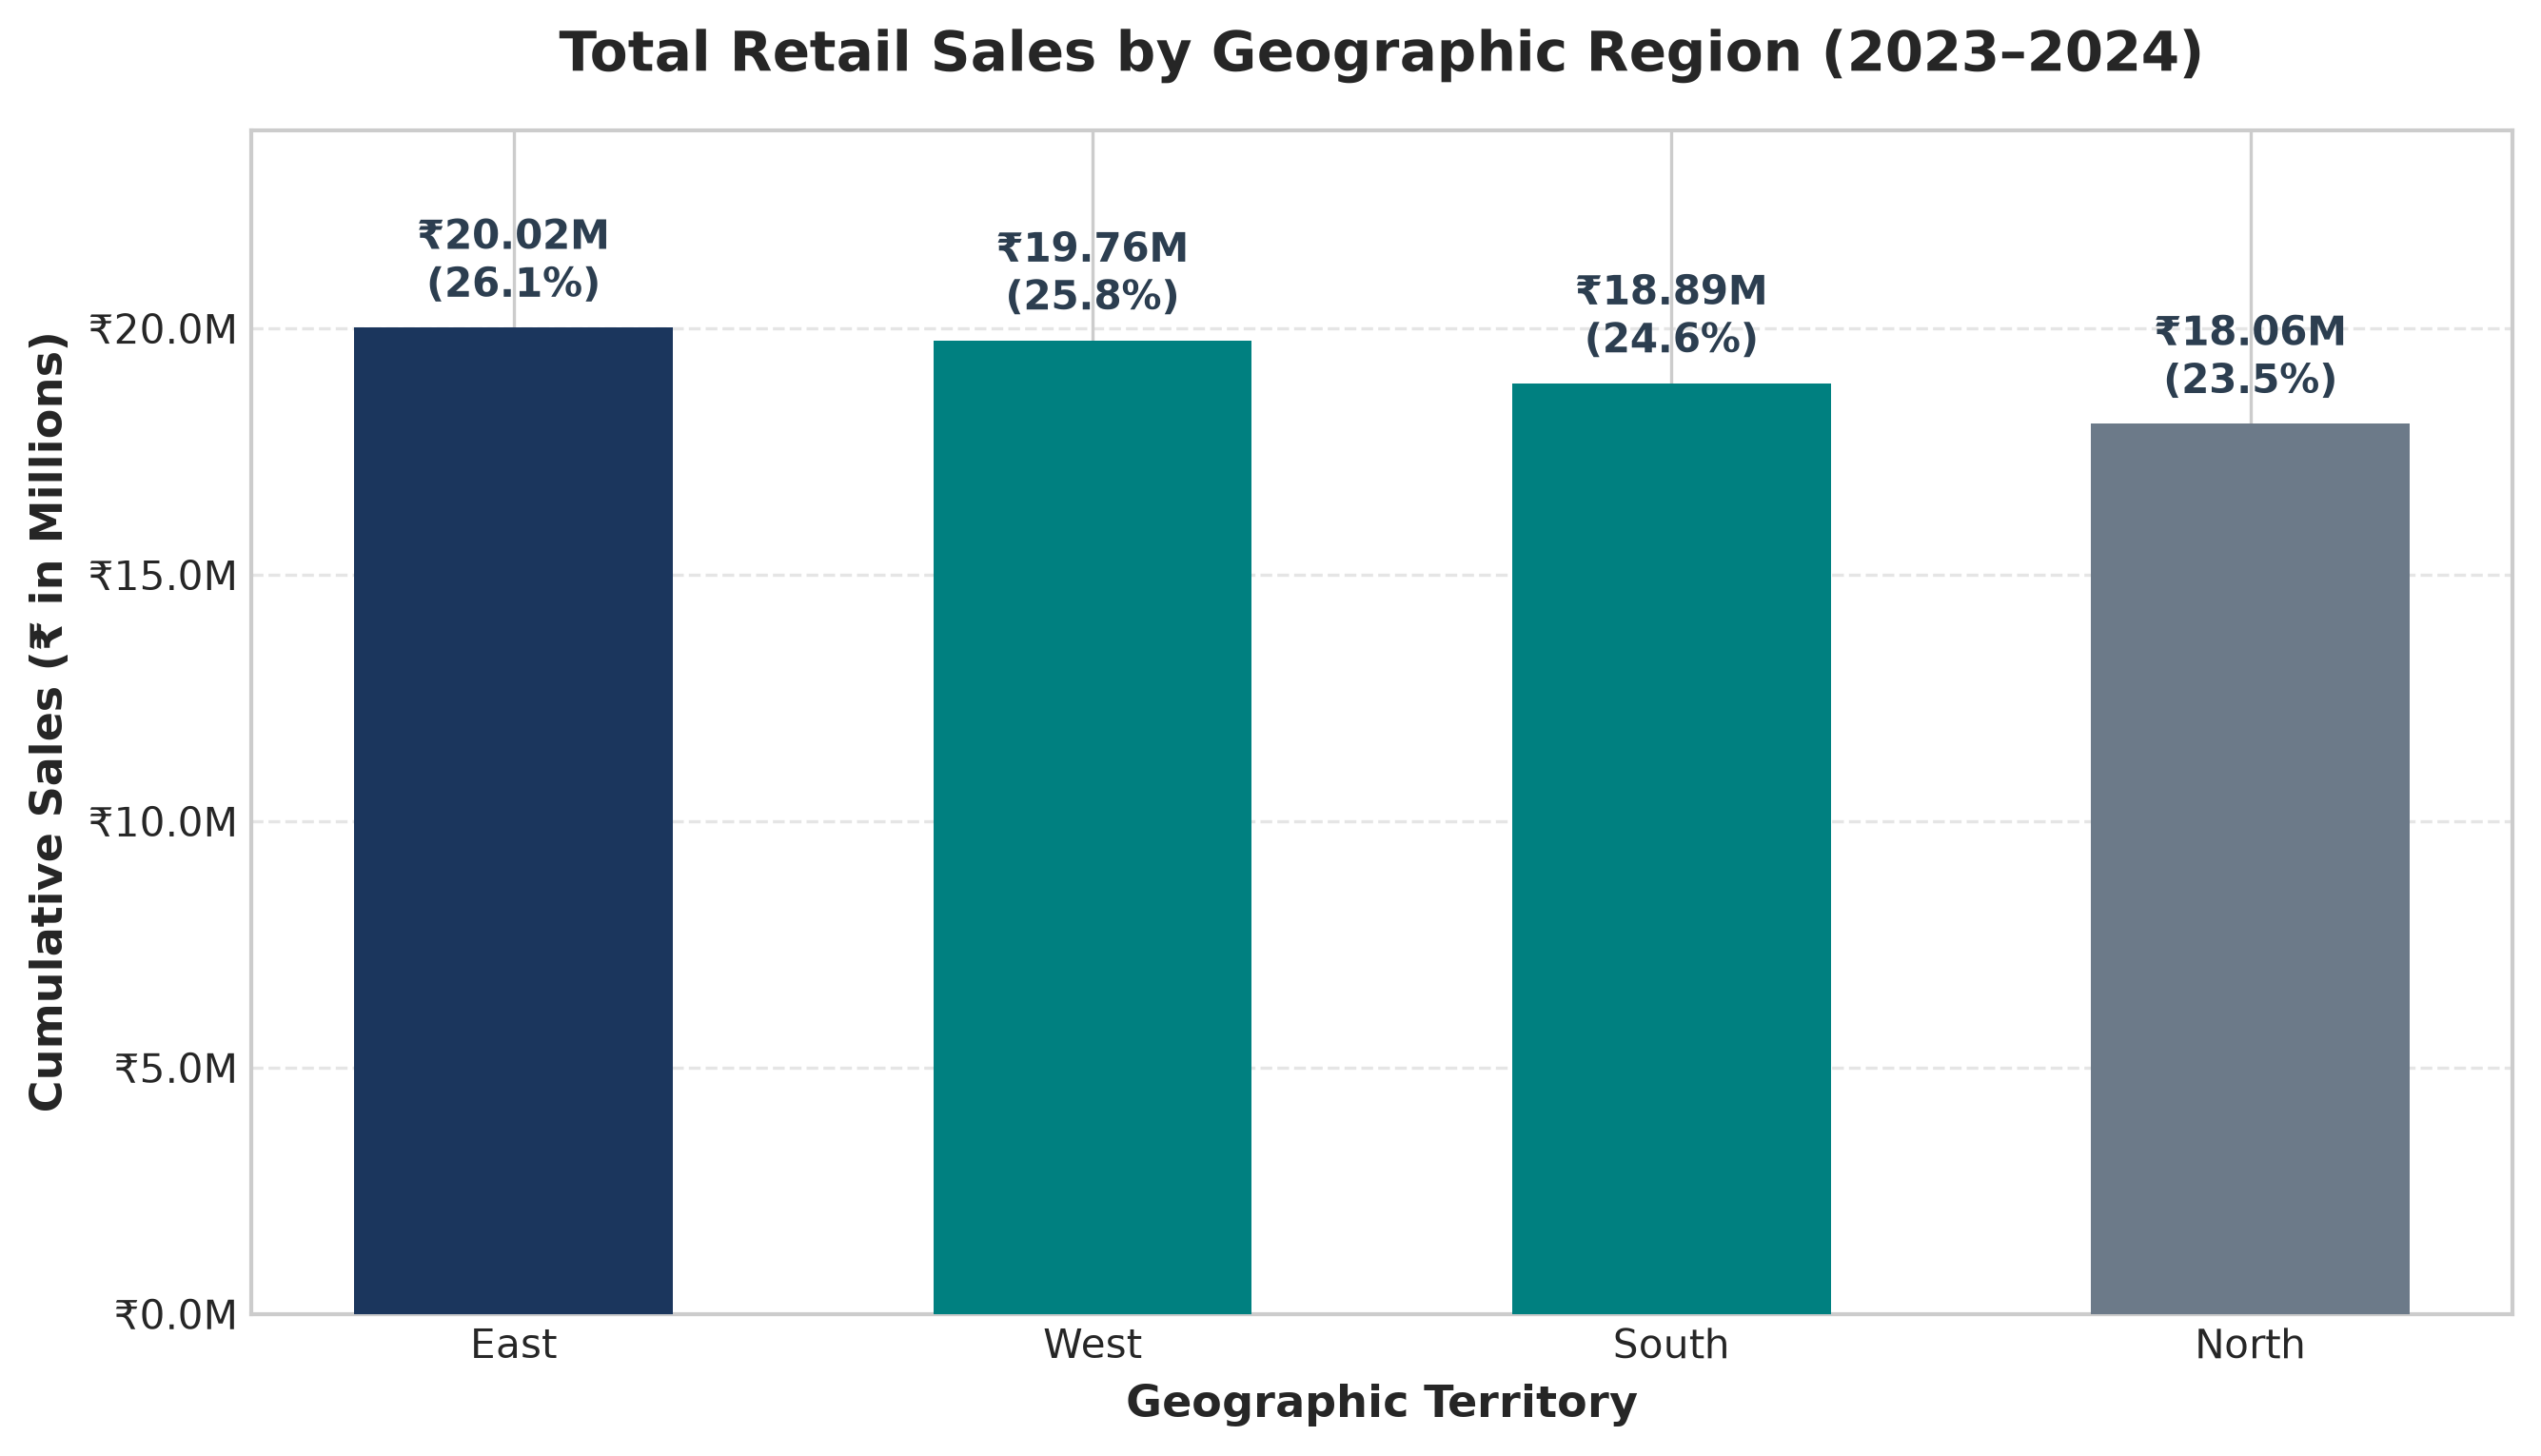 Total Retail Sales by Geographic Region (2023–2024)
Cumulative Sales (₹ in Millions)
₹20.0M
₹15.0M
₹10.0M
₹5.0M
₹0.0M
₹20.02M
(26.1%)
₹19.76M
(25.8%)
₹18.89M
(24.6%)
₹18.06M
(23.5%)
East
West
South
North
Geographic Territory